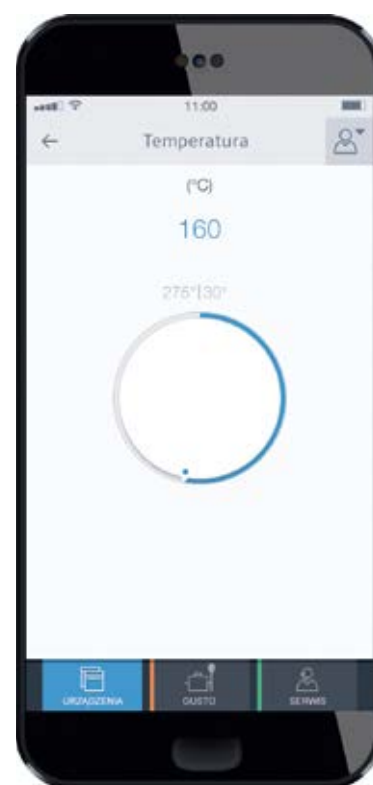 11:00
Temperatura
(°C)
160
275°|30°
URZĄDZENIA
GUSTO
SERWIS